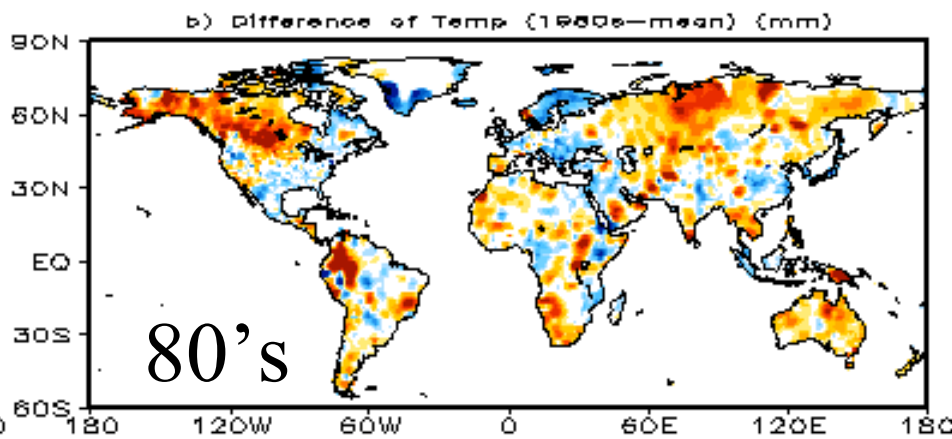 b) Difference of Temp (1980s–mean) (mm)
90N
60N
30N
EQ
30S
60S
80's
180 120W 60W 0 60E 120E 180